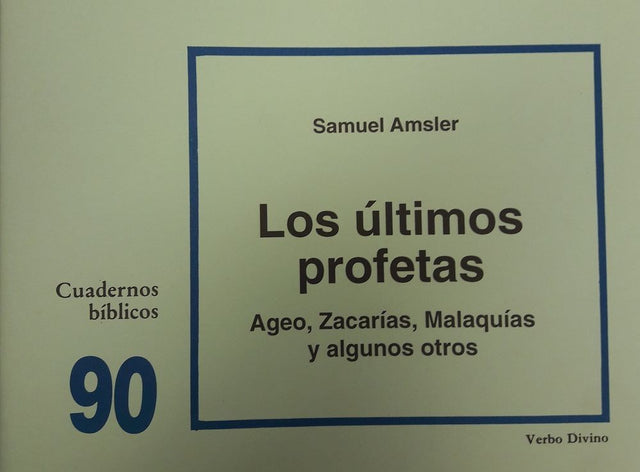 Samuel Amsler
Los últimos
profetas
Ageo, Zacarías, Malaquías
y algunos otros
Cuadernos
bíblicos
90
Verbo Divino